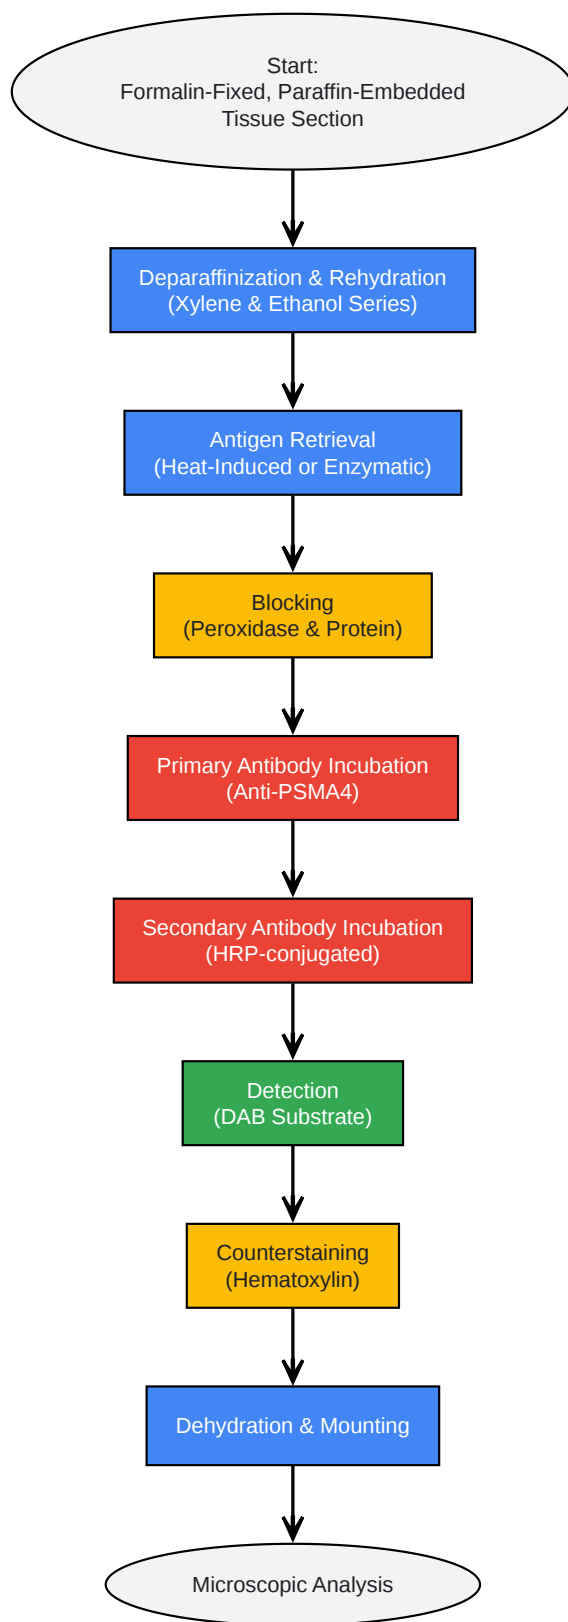 Start:
Formalin-Fixed, Paraffin-Embedded
Tissue Section
Deparaffinization & Rehydration
(Xylene & Ethanol Series)
Antigen Retrieval
(Heat-Induced or Enzymatic)
Blocking
(Peroxidase & Protein)
Primary Antibody Incubation
(Anti-PSMA4)
Secondary Antibody Incubation
(HRP-conjugated)
Detection
(DAB Substrate)
Counterstaining
(Hematoxylin)
Dehydration & Mounting
Microscopic Analysis